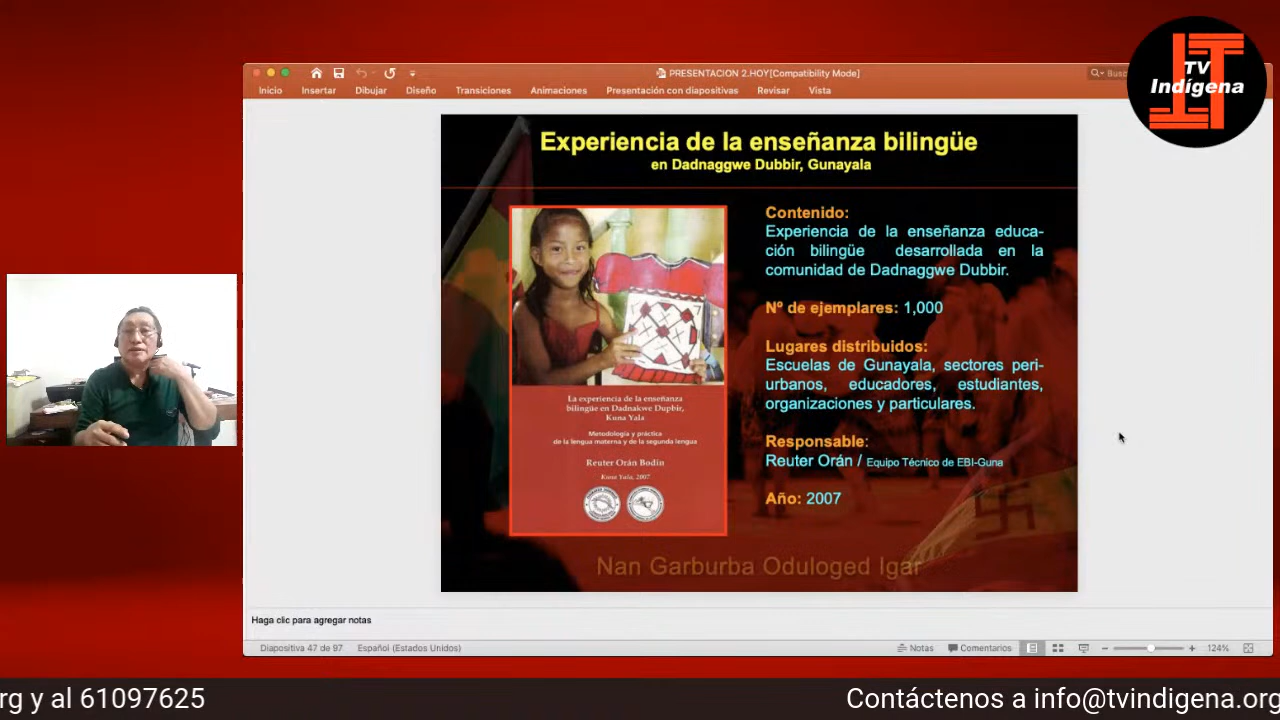 PRESENTACION 2.HOY[Compatibility Mode]
Inicio Insertar Dibujar Diseño Transiciones Animaciones Presentación con diapositivas Revisar Vista
TV
Indígena
Experiencia de la enseñanza bilingüe
en Dadnaggwe Dubbir, Gunayala
Contenido:
Experiencia de la enseñanza educa-
ción bilingüe desarrollada en la
comunidad de Dadnaggwe Dubbir.
Nº de ejemplares: 1,000
Lugares distribuidos:
Escuelas de Gunayala, sectores peri-
urbanos, educadores, estudiantes,
organizaciones y particulares.
Responsable:
Reuter Orán / Equipo Técnico de EBI-Guna
Año: 2007
La experiencia de la enseñanza
bilingüe en Dadnakwe Dupbir,
Kuna Yala
Metodología y práctica
de la lengua materna y de la segunda lengua
Reuter Orán Bodin
Kuna Yala, 2007
Nan Garburba Oduloged Igar
Haga clic para agregar notas
Diapositiva 47 de 97 Español (Estados Unidos) Notas Comentarios 124%
rg y al 61097625 Contáctenos a info@tvindigena.org